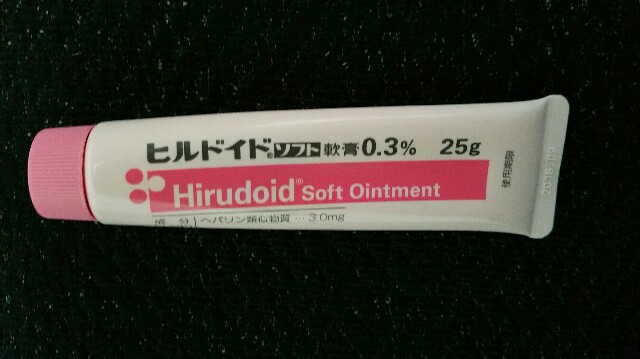 ヒルドイド®ソフト軟膏0.3% 25g
Hirudoid® Soft Ointment
成分 ヘパリン類似物質…3.0mg
使用期限
2018.09